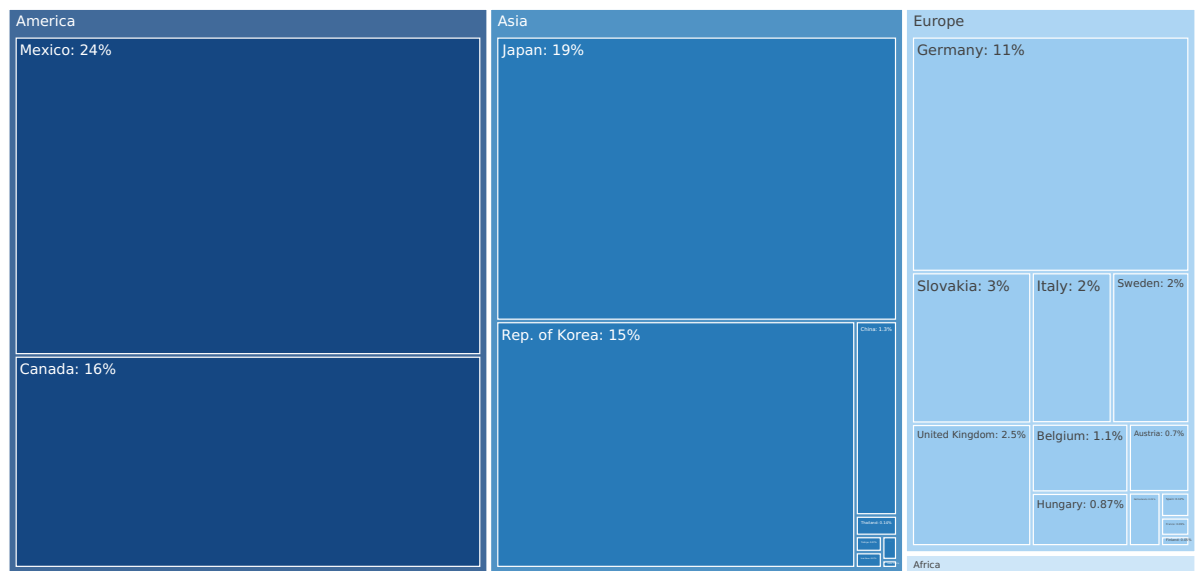 America
Mexico: 24%
Canada: 16%
Asia
Japan: 19%
Rep. of Korea: 15%
China: 1.3%
Thailand: 0.14%
Europe
Germany: 11%
Slovakia: 3%
Italy: 2%
Sweden: 2%
United Kingdom: 2.5%
Belgium: 1.1%
Austria: 0.7%
Hungary: 0.87%
Africa